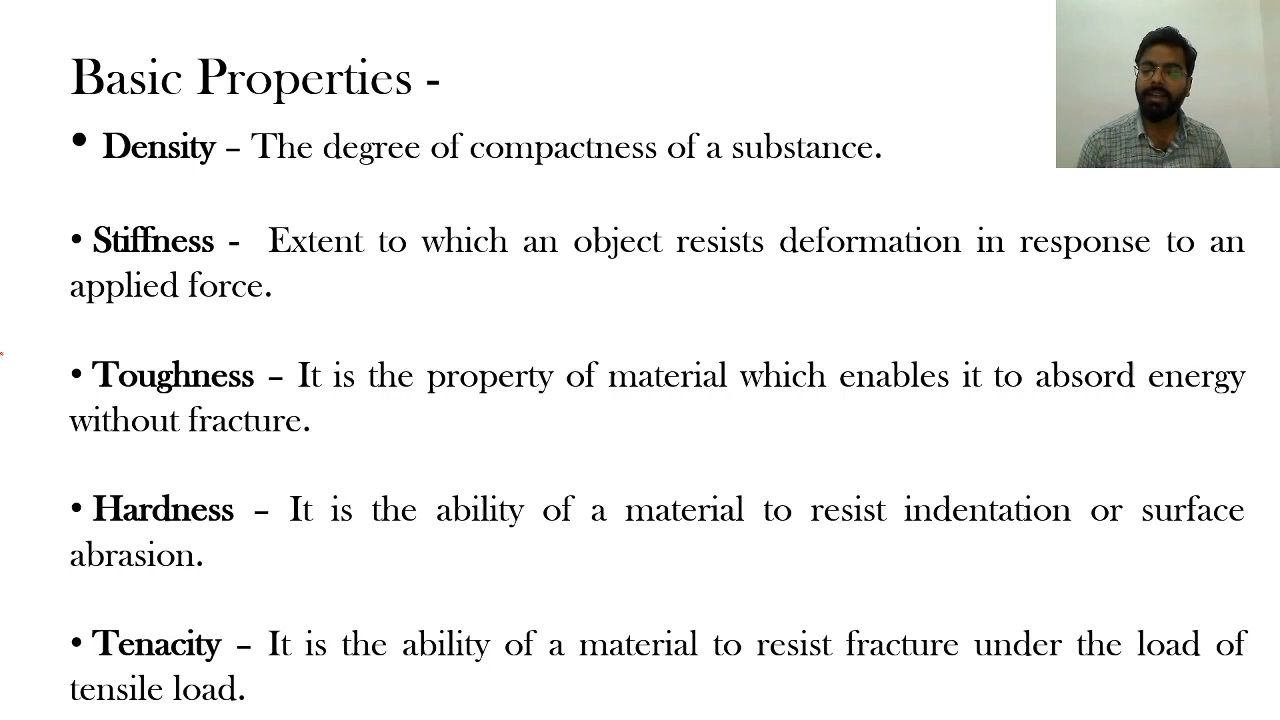 Basic Properties -
• Density – The degree of compactness of a substance.
• Stiffness - Extent to which an object resists deformation in response to an
applied force.
• Toughness – It is the property of material which enables it to absord energy
without fracture.
• Hardness – It is the ability of a material to resist indentation or surface
abrasion.
• Tenacity – It is the ability of a material to resist fracture under the load of
tensile load.